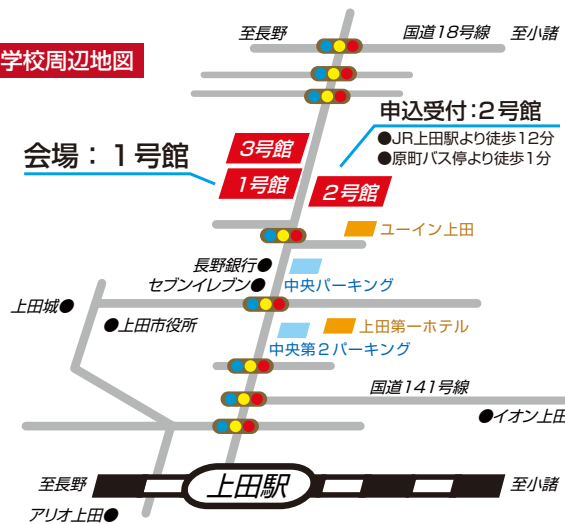 至長野
国道18号線
至小諸
学校周辺地図
申込受付:2号館
●JR上田駅より徒歩12分
●原町バス停より徒歩1分
会場：1号館
3号館
1号館
2号館
ユーイン上田
長野銀行●
セブンイレブン●
中央パーキング
上田城●
●上田市役所
上田第一ホテル
中央第2パーキング
国道141号線
●イオン上田
至長野
上田駅
至小諸
アリオ上田●